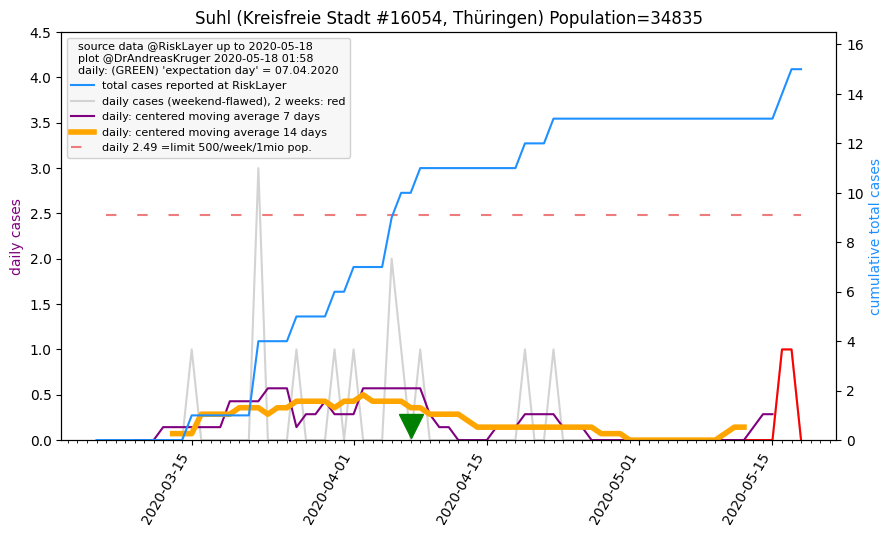 Suhl (Kreisfreie Stadt #16054, Thüringen) Population=34835
source data @RiskLayer up to 2020-05-18
plot @DrAndreasKruger 2020-05-18 01:58
daily: (GREEN) 'expectation day' = 07.04.2020
total cases reported at RiskLayer
daily cases (weekend-flawed), 2 weeks: red
daily: centered moving average 7 days
daily: centered moving average 14 days
daily 2.49 =limit 500/week/1mio pop.
daily cases
4.5
4.0
3.5
3.0
2.5
2.0
1.5
1.0
0.5
0.0
16
14
12
10
8
6
4
2
0
cumulative total cases
2020-03-15
2020-04-01
2020-04-15
2020-05-01
2020-05-15